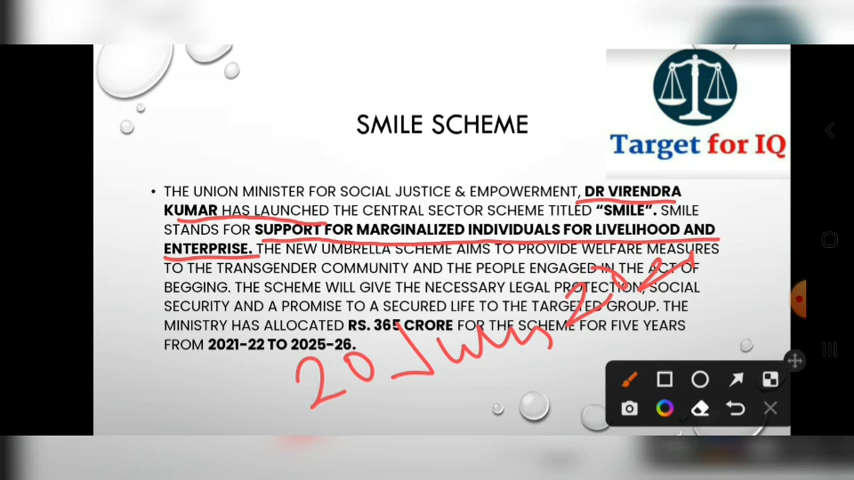 SMILE SCHEME
Target for IQ
• THE UNION MINISTER FOR SOCIAL JUSTICE & EMPOWERMENT, DR VIRENDRA
KUMAR HAS LAUNCHED THE CENTRAL SECTOR SCHEME TITLED “SMILE”. SMILE
STANDS FOR SUPPORT FOR MARGINALIZED INDIVIDUALS FOR LIVELIHOOD AND
ENTERPRISE. THE NEW UMBRELLA SCHEME AIMS TO PROVIDE WELFARE MEASURES
TO THE TRANSGENDER COMMUNITY AND THE PEOPLE ENGAGED IN THE ACT OF
BEGGING. THE SCHEME WILL GIVE THE NECESSARY LEGAL PROTECTION, SOCIAL
SECURITY AND A PROMISE TO A SECURED LIFE TO THE TARGETED GROUP. THE
MINISTRY HAS ALLOCATED RS. 365 CRORE FOR THE SCHEME FOR FIVE YEARS
FROM 2021-22 TO 2025-26.
20 July